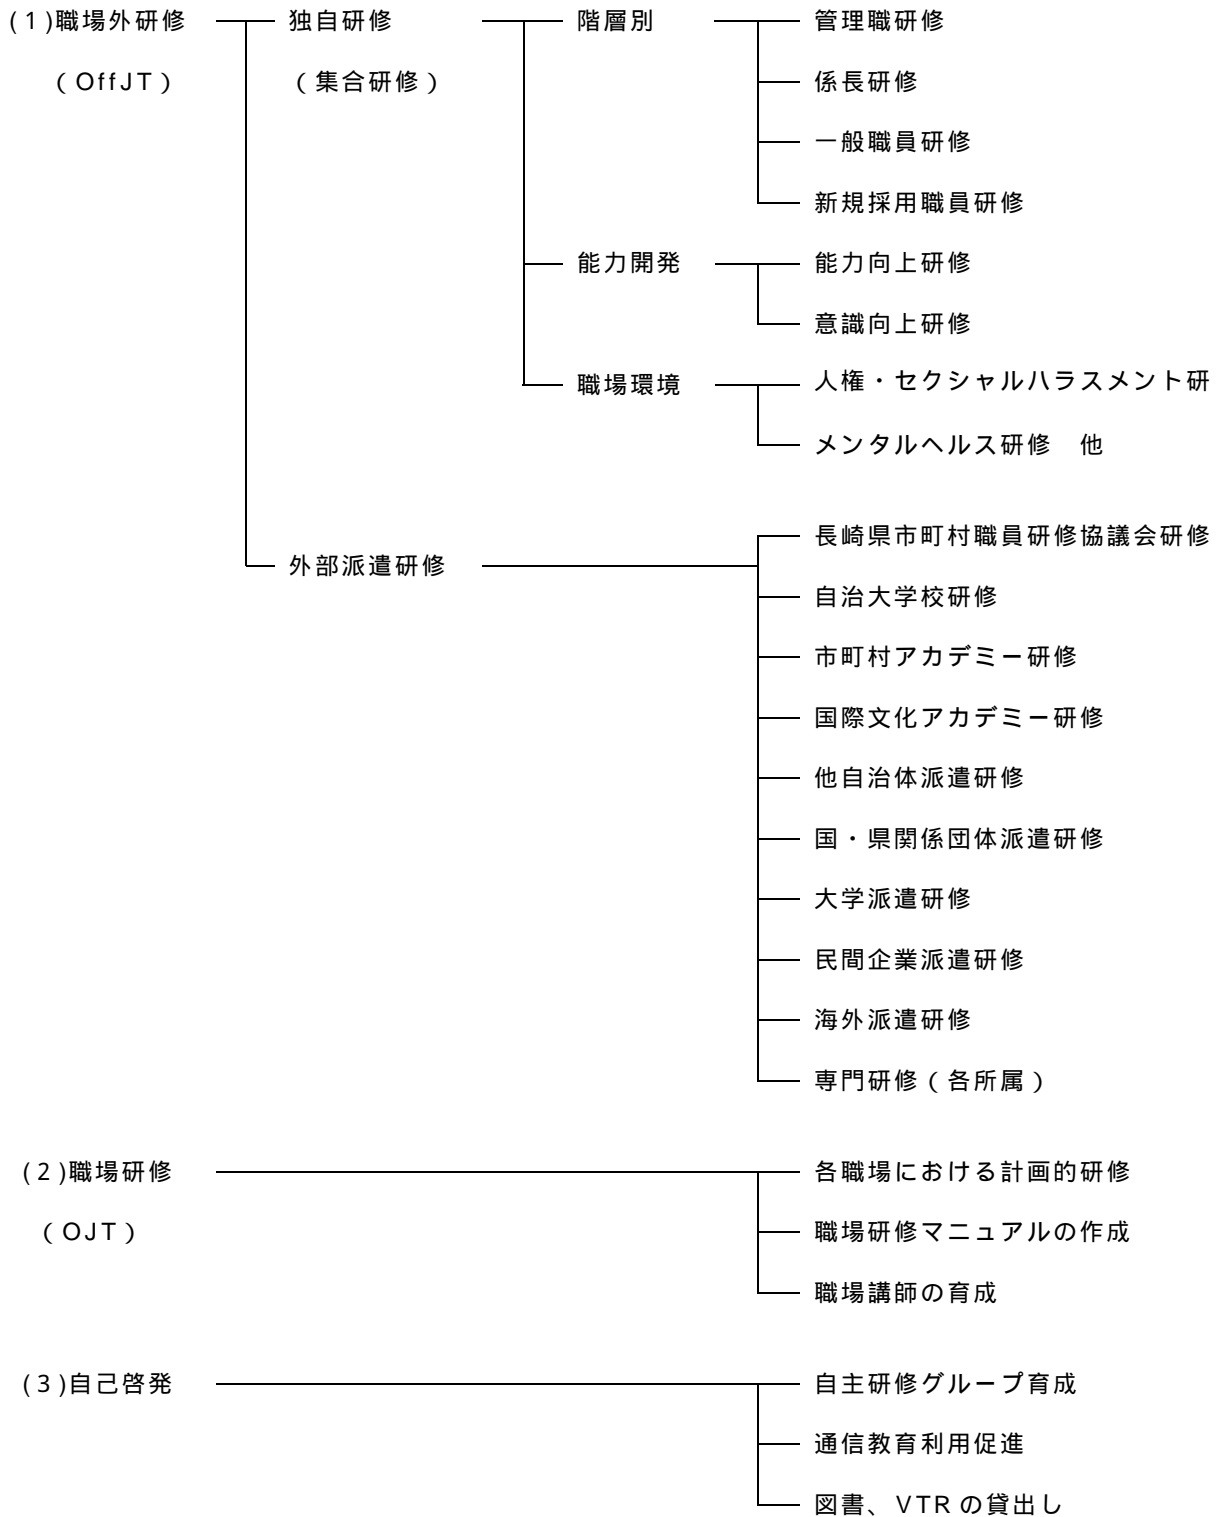 (1)職場外研修 独自研修 階層別 管理職研修
(OffJT) (集合研修) 係長研修
一般職員研修
新規採用職員研修
能力開発 能力向上研修
意識向上研修
職場環境 人権・セクシャルハラスメント研
メンタルヘルス研修 他
長崎県市町村職員研修協議会研修
外部派遣研修
自治大学校研修
市町村アカデミー研修
国際文化アカデミー研修
他自治体派遣研修
国・県関係団体派遣研修
大学派遣研修
民間企業派遣研修
海外派遣研修
専門研修(各所属)
(2)職場研修 各職場における計画的研修
(OJT) 職場研修マニュアルの作成
職場講師の育成
(3)自己啓発 自主研修グループ育成
通信教育利用促進
図書、VTRの貸出し